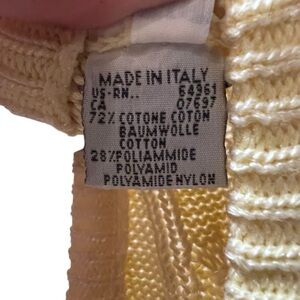 MADE IN ITALY
US-RN.. 64961
CA 07697
72% COTONE COTON
BAUMWOLLE
COTTON
28% POLIAMMIDE
POLYAMID
POLYAMIDE NYLON